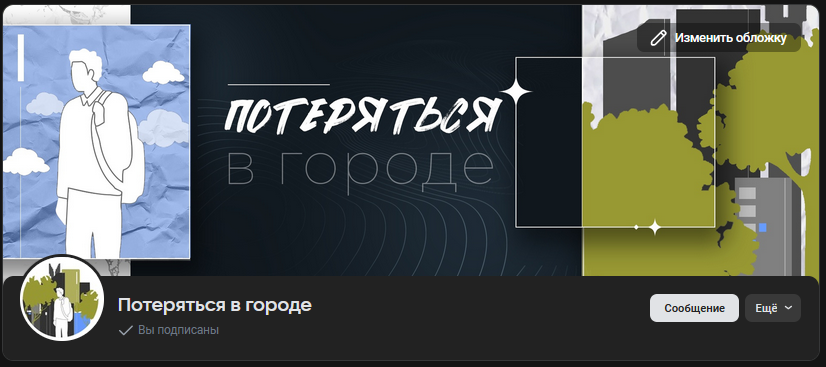 Изменить обложку
ПОТЕРЯТЬСЯ
в городе
Потеряться в городе
Вы подписаны
Сообщение
Ещё